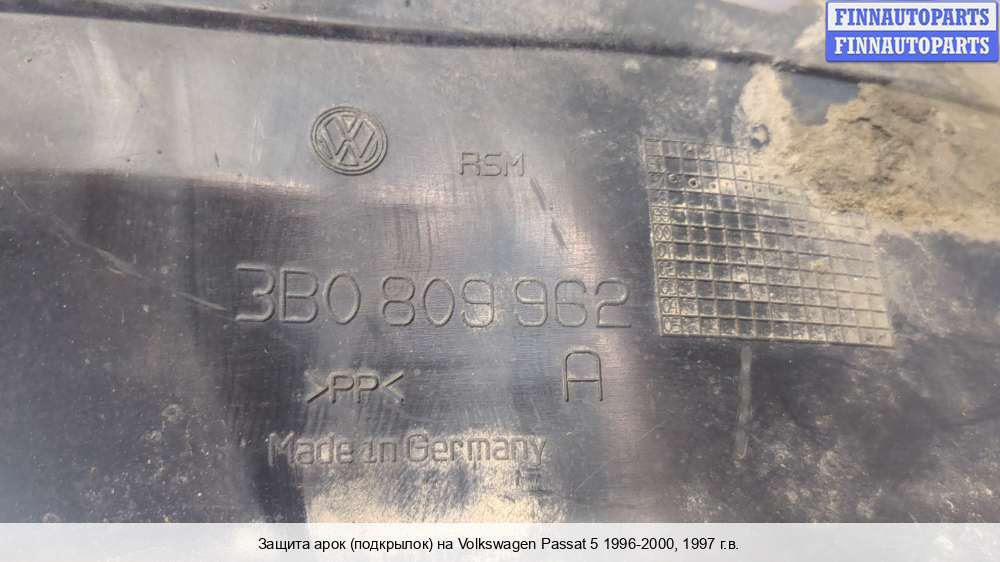 FINNAUTOPARTS
FINNAUTOPARTS
VW
RSM
3B0 809 962
A
>PP<
Made in Germany
Защита арок (подкрылок) на Volkswagen Passat 5 1996-2000, 1997 г.в.